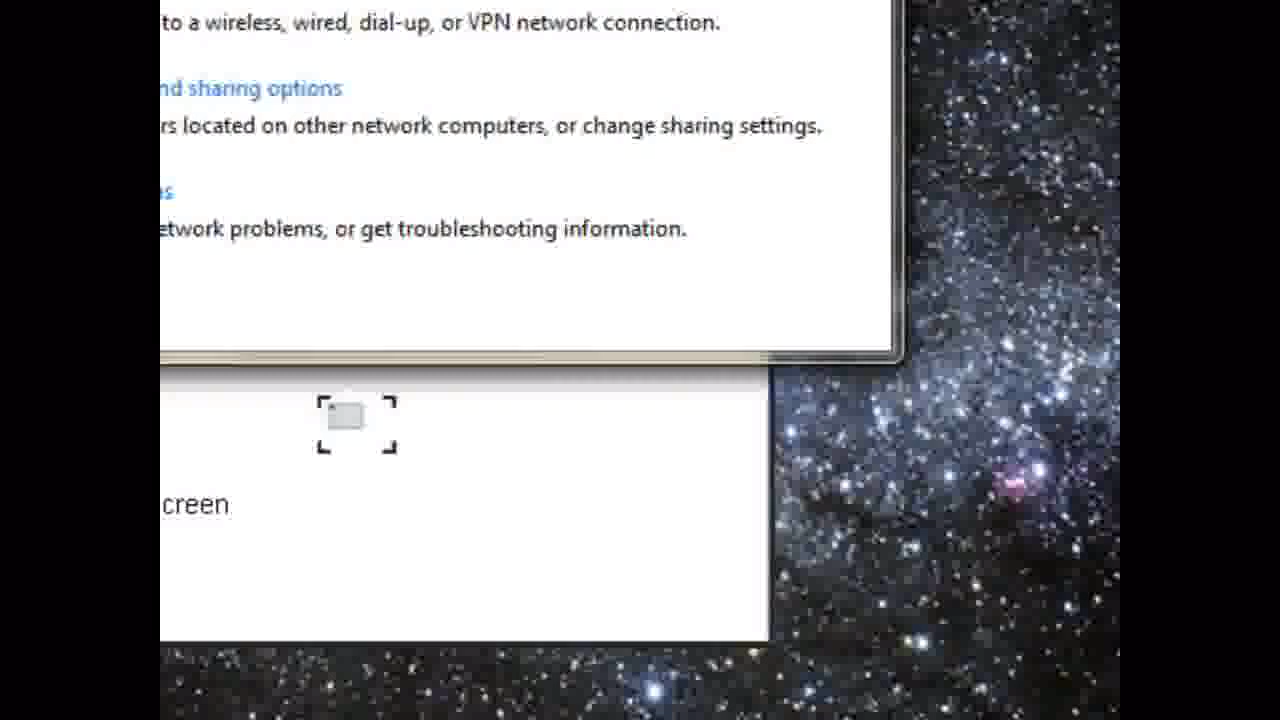 to a wireless, wired, dial-up, or VPN network connection.
nd sharing options
rs located on other network computers, or change sharing settings.
s
etwork problems, or get troubleshooting information.
creen